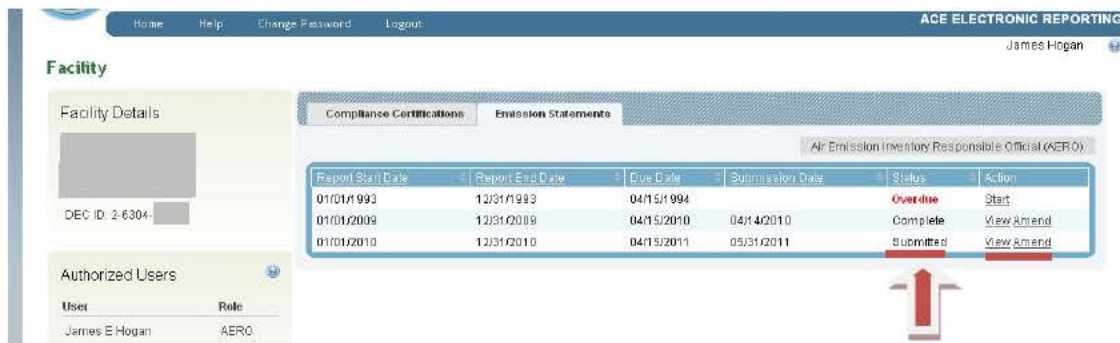 Home Help Change Password Logout
ACE ELECTRONIC REPORTING
James Hogan
Facility
Facility Details
DEC ID: 2-6304-
Authorized Users
User Role
James E Hogan AERO
Compliance Certifications Emission Statements
Air Emission Inventory Responsible Official (AERO)
Report Start Date Report End Date Due Date Submission Date Status Action
01/01/1993 12/31/1993 04/15/1994 Overdue Start
01/01/2009 12/31/2009 04/15/2010 04/14/2010 Complete View Amend
01/01/2010 12/31/2010 04/15/2011 05/31/2011 Submitted View Amend